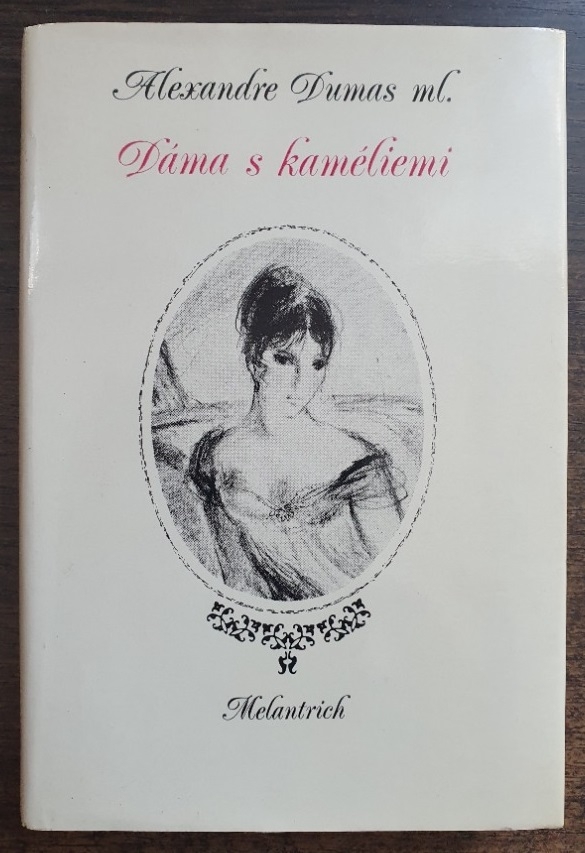 Alexandre Dumas ml.
Dáma s kaméliemi
Melantrich